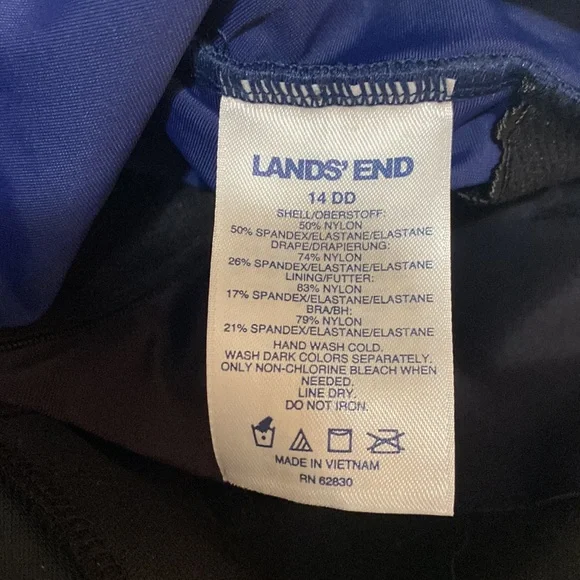 LANDS' END
14 DD
SHELL/OBERSTOFF:
50% NYLON
50% SPANDEX/ELASTANE/ELASTANE
DRAPE/DRAPIERUNG:
74% NYLON
26% SPANDEX/ELASTANE/ELASTANE
LINING/FUTTER:
83% NYLON
17% SPANDEX/ELASTANE/ELASTANE
BRA/BH:
79% NYLON
21% SPANDEX/ELASTANE/ELASTANE
HAND WASH COLD.
WASH DARK COLORS SEPARATELY.
ONLY NON-CHLORINE BLEACH WHEN
NEEDED.
LINE DRY.
DO NOT IRON.
MADE IN VIETNAM
RN 62830